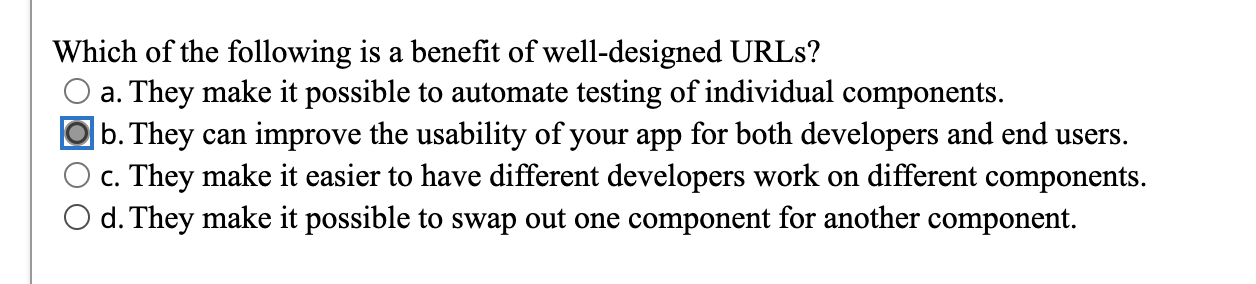 Which of the following is a benefit of well-designed URLs?
a. They make it possible to automate testing of individual components.
b. They can improve the usability of your app for both developers and end users.
c. They make it easier to have different developers work on different components.
d. They make it possible to swap out one component for another component.